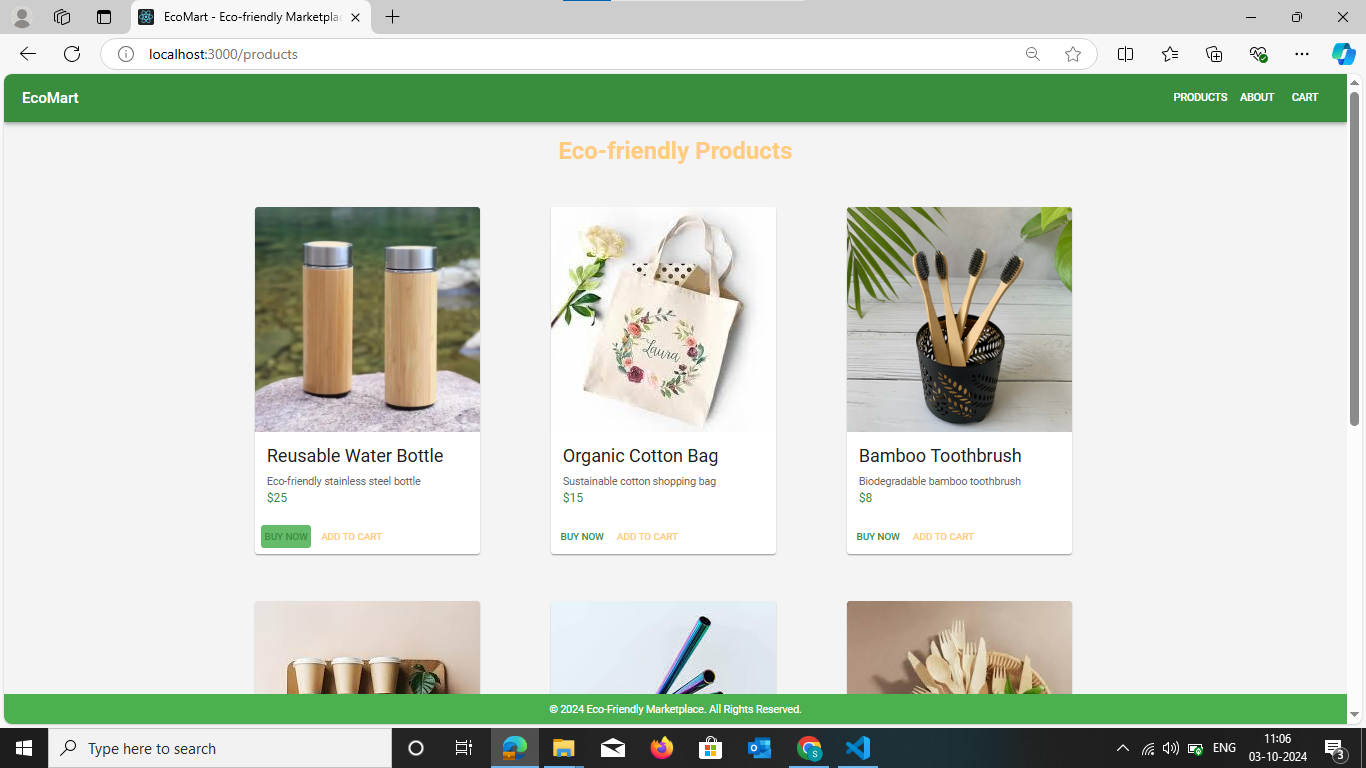 EcoMart - Eco-friendly Marketplac
localhost:3000/products
EcoMart
PRODUCTS ABOUT CART
Eco-friendly Products
Laura
Reusable Water Bottle
Eco-friendly stainless steel bottle
$25
BUY NOW ADD TO CART
Organic Cotton Bag
Sustainable cotton shopping bag
$15
BUY NOW ADD TO CART
Bamboo Toothbrush
Biodegradable bamboo toothbrush
$8
BUY NOW ADD TO CART
© 2024 Eco-Friendly Marketplace. All Rights Reserved.
Type here to search
S
ENG
11:06
03-10-2024
3